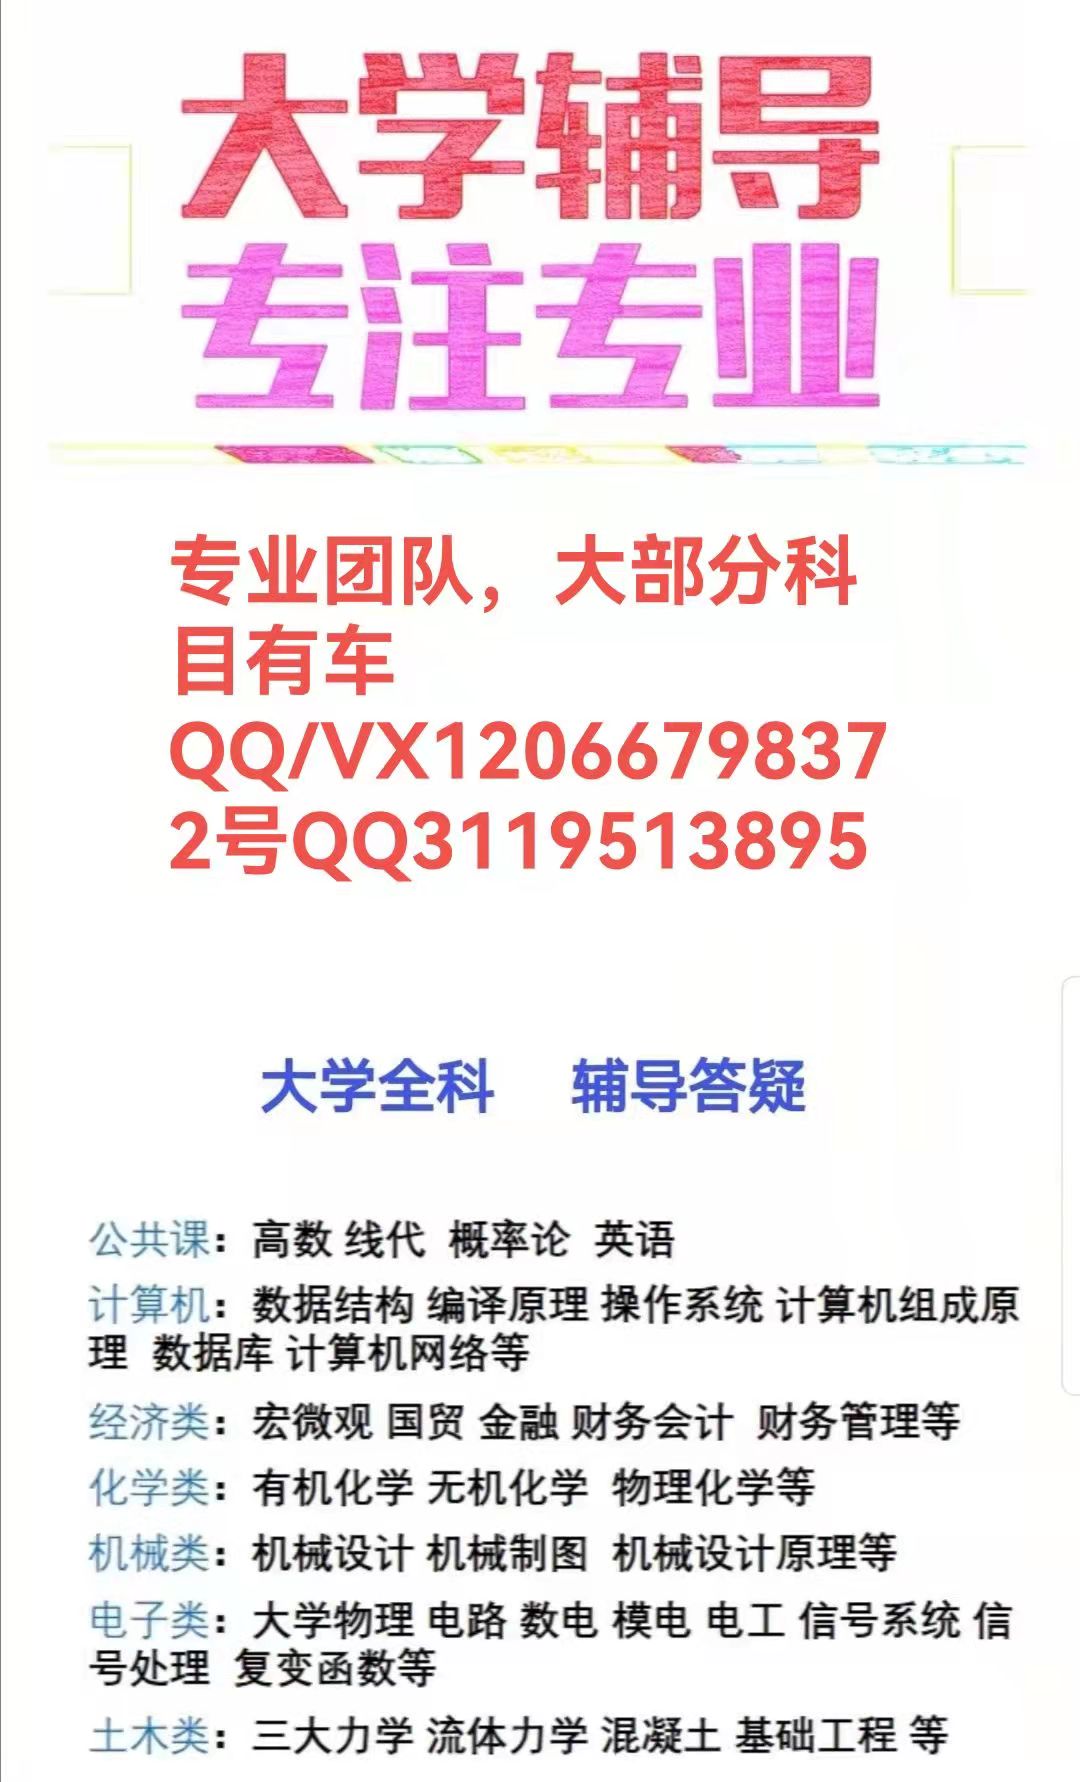 大学辅导
专注专业
专业团队，大部分科
目有车
QQ/VX1206679837
2号QQ3119513895
大学全科 辅导答疑
公共课：高数 线代 概率论 英语
计算机：数据结构 编译原理 操作系统 计算机组成原
理 数据库 计算机网络等
经济类：宏微观 国贸 金融 财务会计 财务管理等
化学类：有机化学 无机化学 物理化学等
机械类：机械设计 机械制图 机械设计原理等
电子类：大学物理 电路 数电 模电 电工 信号系统 信
号处理 复变函数等
土木类：三大力学 流体力学 混凝土 基础工程 等